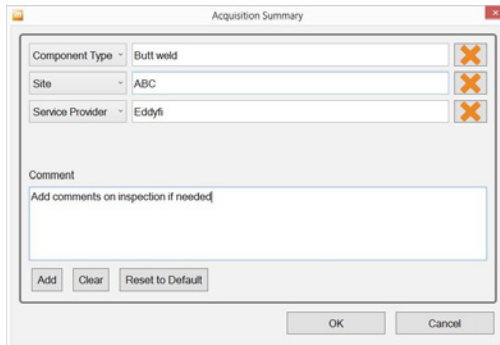 Acquisition Summary
Component Type Butt weld
Site ABC
Service Provider Eddyfi
Comment
Add comments on inspection if needed
Add Clear Reset to Default
OK Cancel